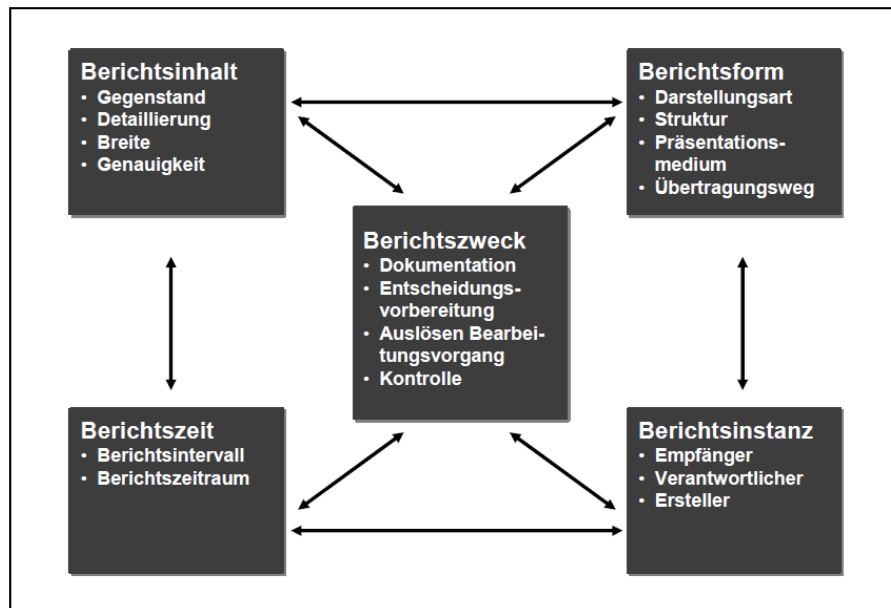 Berichtsinhalt
• Gegenstand
• Detaillierung
• Breite
• Genauigkeit
Berichtsform
• Darstellungsart
• Struktur
• Präsentations-
medium
• Übertragungsweg
Berichtszweck
• Dokumentation
• Entscheidungs-
vorbereitung
• Auslösen Bearbei-
tungsvorgang
• Kontrolle
Berichtszeit
• Berichtsintervall
• Berichtszeitraum
Berichtsinstanz
• Empfänger
• Verantwortlicher
• Ersteller